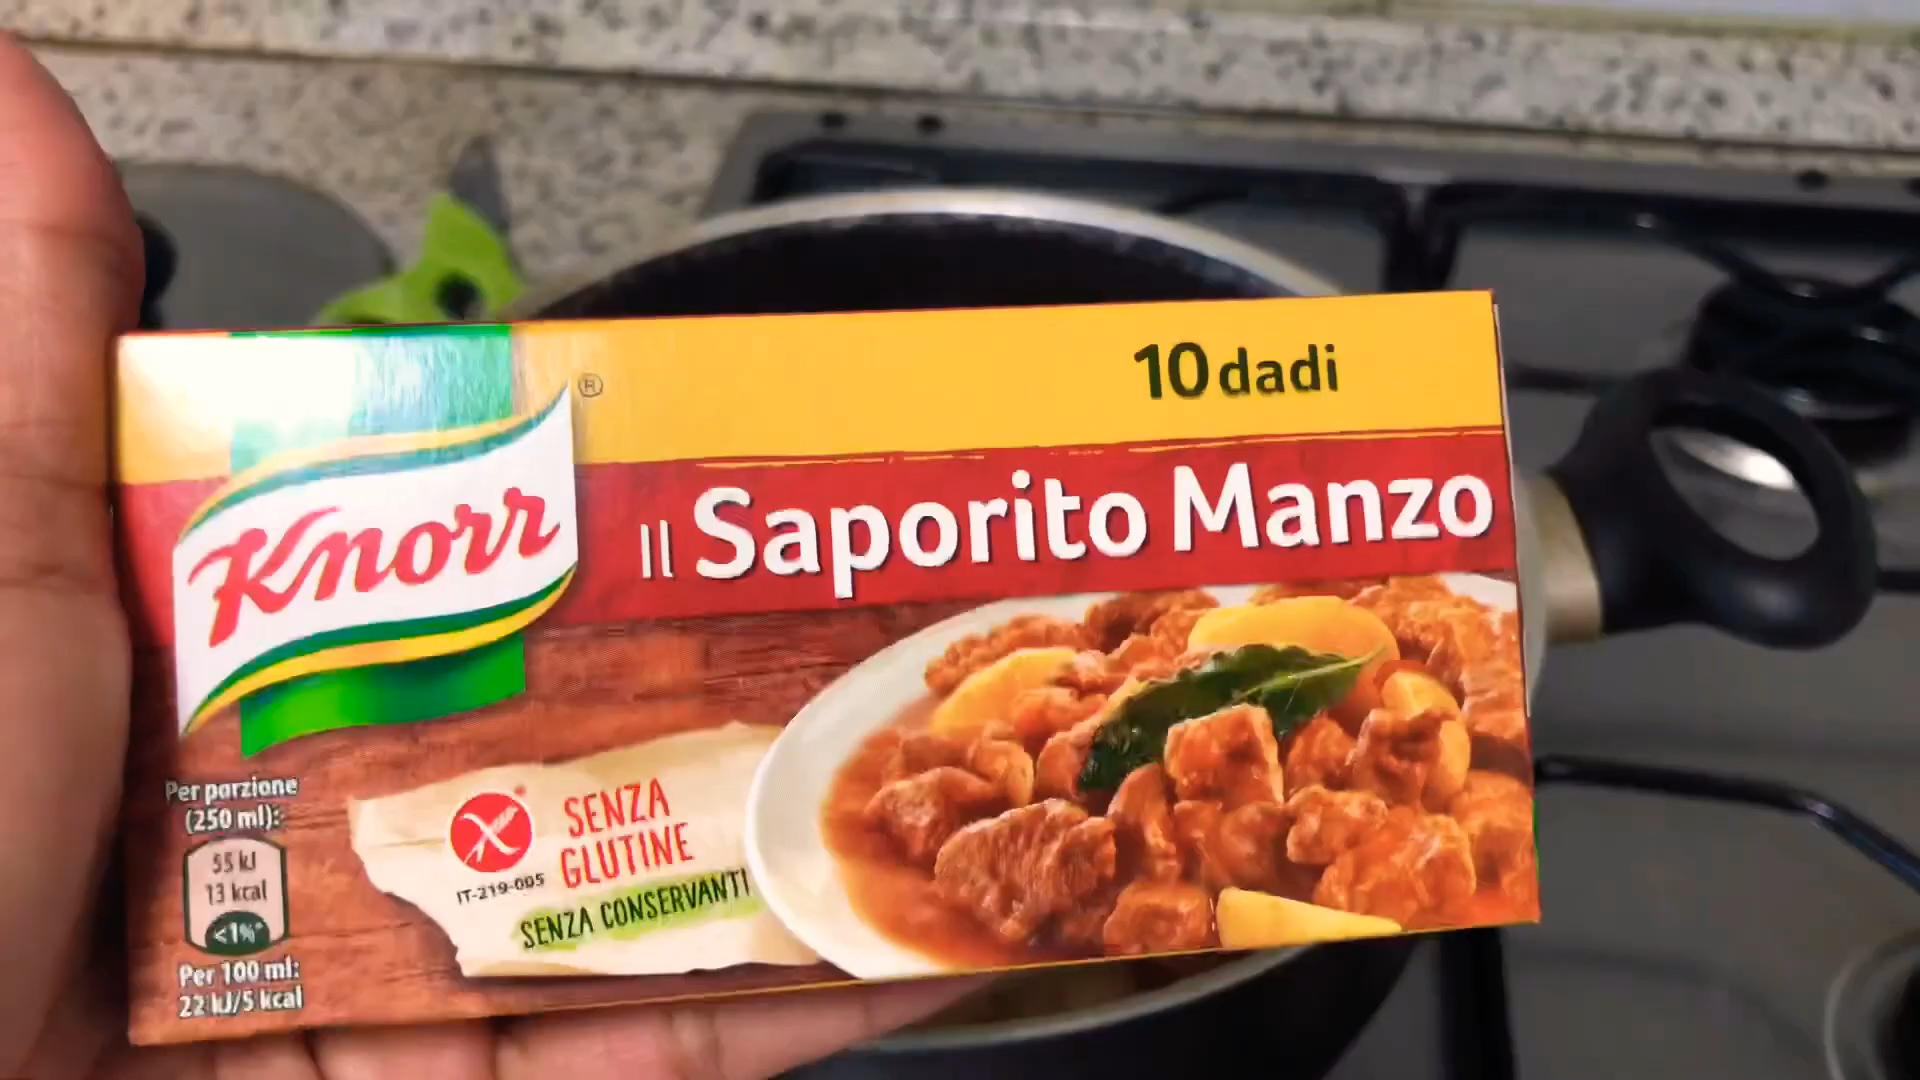 10 dadi
Knorr ®
Il Saporito Manzo
Per porzione
(250 ml):
55 kJ
13 kcal
<1%*
Per 100 ml:
22 kJ/5 kcal
IT-219-005
SENZA
GLUTINE
SENZA CONSERVANTI